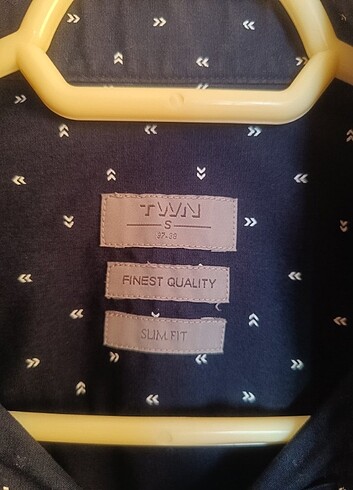 TWN
S
37-38
FINEST QUALITY
SLIM FIT